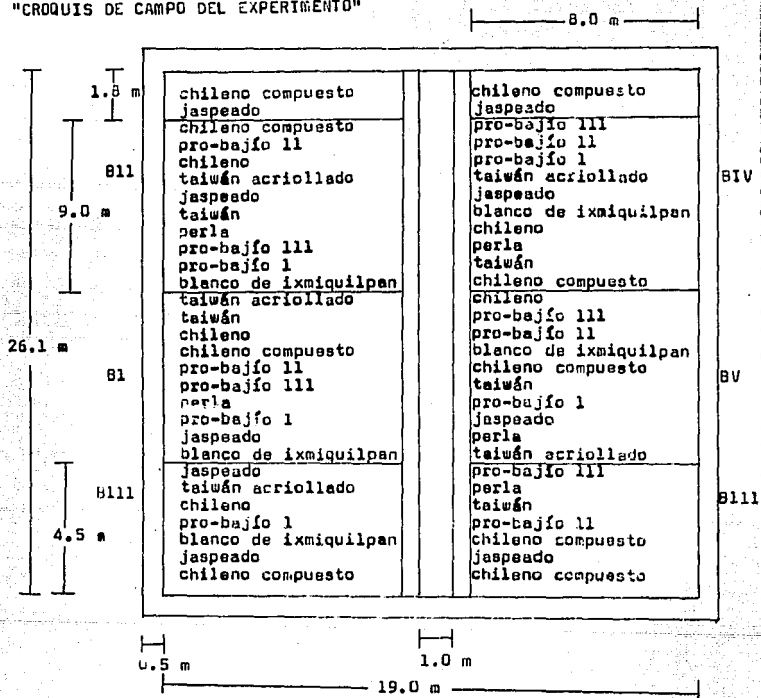 "CROQUIS DE CAMPO DEL EXPERIMENTO"
8.0 m
1.8 m
chileno compuesto
jaspeado
B11
9.0 m
chileno compuesto
pro-bajío 11
chileno
taiwán acriollado
jaspeado
taiwán
perla
pro-bajío 111
pro-bajío 1
blanco de ixmiquilpan
26.1 m
B1
taiwán acriollado
taiwán
chileno
chileno compuesto
pro-bajío 11
pro-bajío 111
perla
pro-bajío 1
jaspeado
blanco de ixmiquilpan
B111
4.5 m
jaspeado
taiwán acriollado
chileno
pro-bajío 1
blanco de ixmiquilpan
jaspeado
chileno compuesto
chileno compuesto
jaspeado
pro-bajío 111
pro-bajío 11
pro-bajío 1
taiwán acriollado
jaspeado
blanco de ixmiquilpan
chileno
perla
taiwán
chileno compuesto
BIV
chileno
pro-bajío 111
pro-bajío 11
blanco de ixmiquilpan
chileno compuesto
taiwán
pro-bajío 1
jaspeado
perla
taiwán acriollado
BV
pro-bajío 111
perla
taiwán
pro-bajío 11
chileno compuesto
jaspeado
chileno compuesto
B111
0.5 m
1.0 m
19.0 m